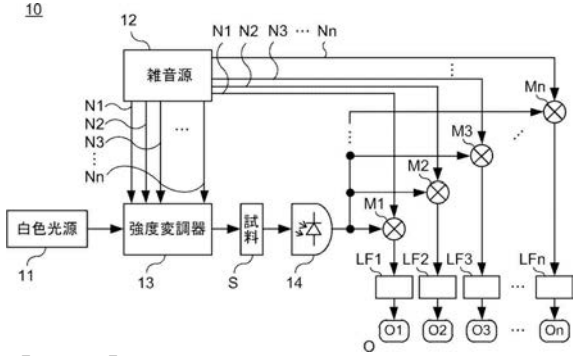 10
12
N1 N2 N3 … Nn
雑音源
N1
N2
N3
…
Nn
Mn
M3
M2
M1
白色光源
強度変調器
試料
11
13
S
14
LF1 LF2 LF3 … LFn
O1 O2 O3 … On
O